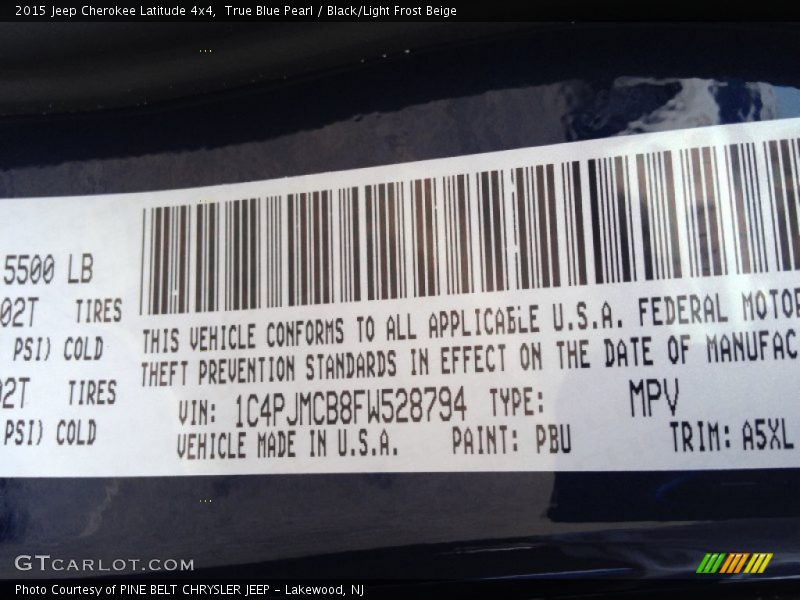 2015 Jeep Cherokee Latitude 4x4,  True Blue Pearl / Black/Light Frost Beige
5500 LB
02T TIRES
PSI) COLD
02T TIRES
PSI) COLD
THIS VEHICLE CONFORMS TO ALL APPLICABLE U.S.A. FEDERAL MOTOR
THEFT PREVENTION STANDARDS IN EFFECT ON THE DATE OF MANUFAC
VIN: 1C4PJMCB8FW528794 TYPE: MPV
VEHICLE MADE IN U.S.A. PAINT: PBU TRIM: A5XL
GTCARLOT.COM
Photo Courtesy of PINE BELT CHRYSLER JEEP - Lakewood, NJ